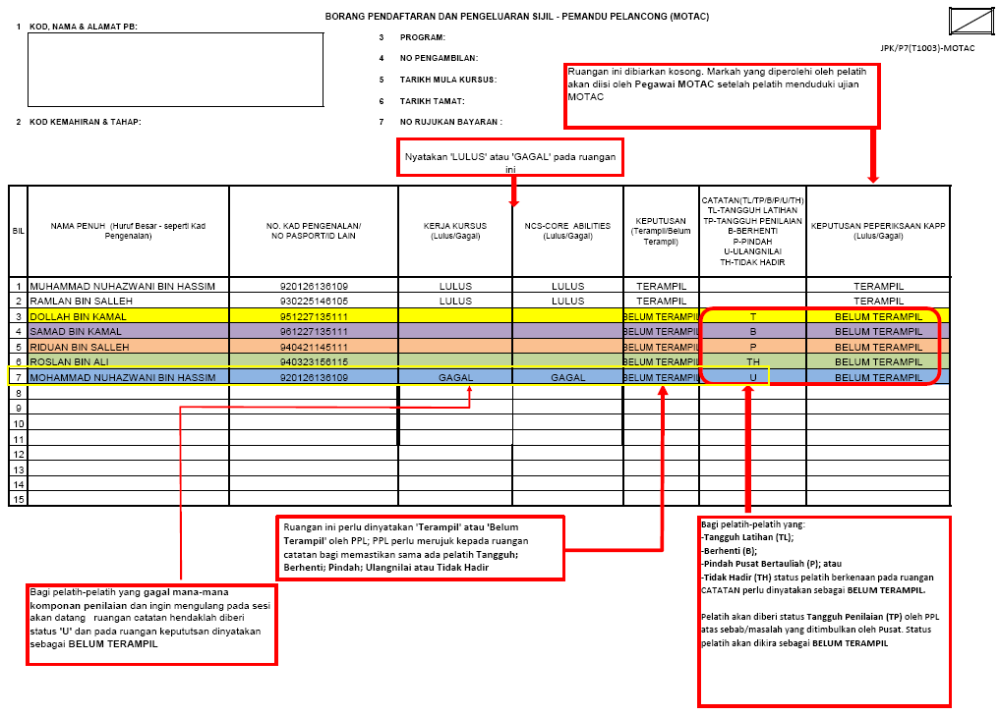 BORANG PENDAFTARAN DAN PENGELUARAN SIJIL - PEMANDU PELANCONG (MOTAC)
1 KOD, NAMA & ALAMAT PB:
3 PROGRAM:
JPK/P7(T1003)-MOTAC
4 NO PENGAMBILAN:
5 TARIKH MULA KURSUS:
6 TARIKH TAMAT:
2 KOD KEMAHIRAN & TAHAP:
7 NO RUJUKAN BAYARAN :
Ruangan ini dibiarkan kosong. Markah yang diperolehi oleh pelatih
akan diisi oleh Pegawai MOTAC setelah pelatih menduduki ujian
MOTAC
Nyatakan 'LULUS' atau 'GAGAL' pada ruangan
ini
BIL
NAMA PENUH (Huruf Besar - seperti Kad
Pengenalan)
NO. KAD PENGENALAN/
NO PASPORT/ID LAIN
KERJA KURSUS
(Lulus/Gagal)
NCS-CORE ABILITIES
(Lulus/Gagal)
KEPUTUSAN
(Terampil/Belum
Terampil)
CATATAN(TL/TP/B/P/U/TH)
TL-TANGGUH LATIHAN
TP-TANGGUH PENILAIAN
B-BERHENTI
P-PINDAH
U-ULANGNILAI
TH-TIDAK HADIR
KEPUTUSAN PEPERIKSAAN KAPP
(Lulus/Gagal)
1 MUHAMMAD NUHAZWANI BIN HASSIM 920126136109 LULUS LULUS TERAMPIL TERAMPIL
2 RAMLAN BIN SALLEH 930225146105 LULUS LULUS TERAMPIL TERAMPIL
3 DOLLAH BIN KAMAL 951227135111 BELUM TERAMPIL T BELUM TERAMPIL
4 SAMAD BIN KAMAL 961227135111 BELUM TERAMPIL B BELUM TERAMPIL
5 RIDUAN BIN SALLEH 940421145111 BELUM TERAMPIL P BELUM TERAMPIL
6 ROSLAN BIN ALI 940323156115 BELUM TERAMPIL TH BELUM TERAMPIL
7 MOHAMMAD NUHAZWANI BIN HASSIM 920126136109 GAGAL GAGAL BELUM TERAMPIL U BELUM TERAMPIL
8
9
10
11
12
13
14
15
Ruangan ini perlu dinyatakan 'Terampil' atau 'Belum
Terampil' oleh PPL; PPL perlu merujuk kepada ruangan
catatan bagi memastikan sama ada pelatih Tangguh;
Berhenti; Pindah; Ulangnilai atau Tidak Hadir
Bagi pelatih-pelatih yang gagal mana-mana
komponan penilaian dan ingin mengulang pada sesi
akan datang ruangan catatan hendaklah diberi
status 'U' dan pada ruangan kepututsan dinyatakan
sebagai BELUM TERAMPIL
Bagi pelatih-pelatih yang:
-Tangguh Latihan (TL);
-Berhenti (B);
-Pindah Pusat Bertauliah (P); atau
-Tidak Hadir (TH) status pelatih berkenaan pada ruangan
CATATAN perlu dinyatakan sebagai BELUM TERAMPIL.
Pelatih akan diberi status Tangguh Penilaian (TP) oleh PPL
atas sebab/masalah yang ditimbulkan oleh Pusat. Status
pelatih akan dikira sebagai BELUM TERAMPIL